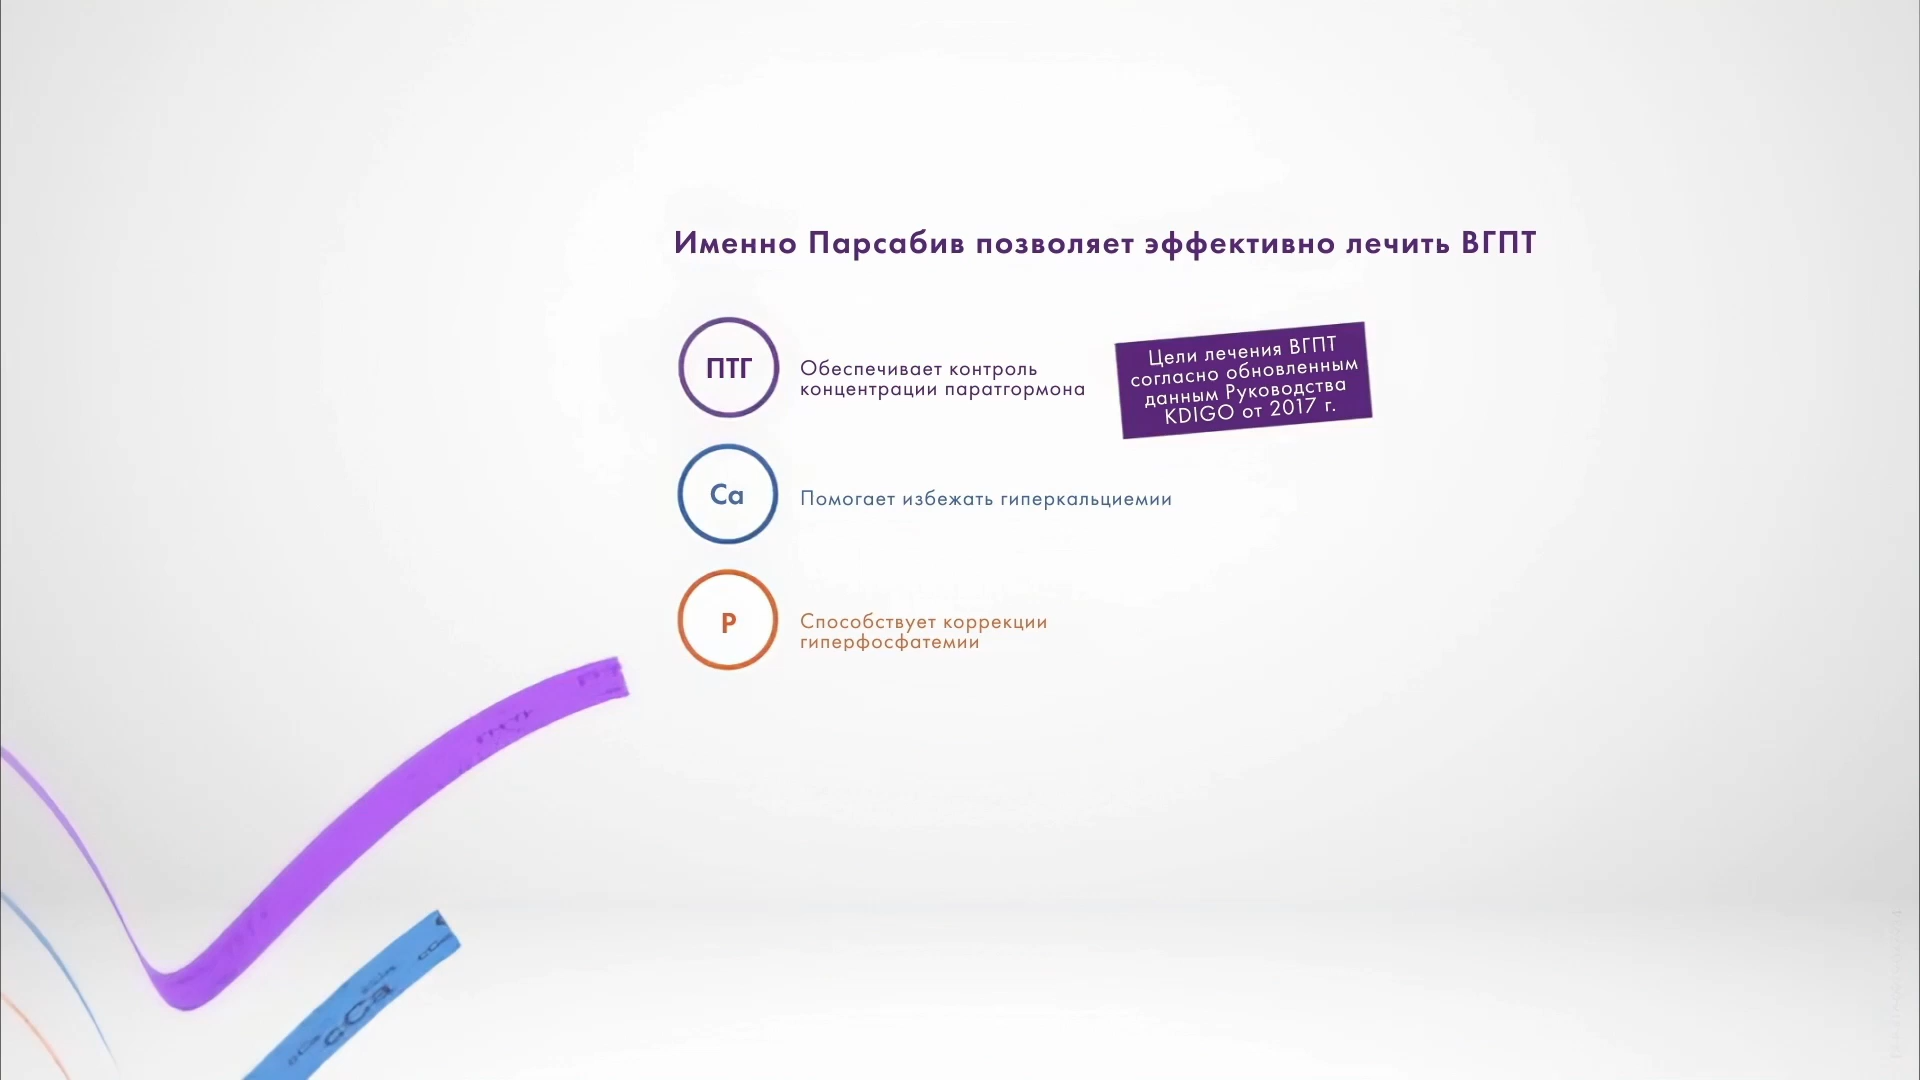 Именно Парсабив позволяет эффективно лечить ВГПТ
ПТГ
Обеспечивает контроль
концентрации паратгормона
Цели лечения ВГПТ
согласно обновленным
данным Руководства
KDIGO от 2017 г.
Ca
Помогает избежать гиперкальциемии
P
Способствует коррекции
гиперфосфатемии
cCa